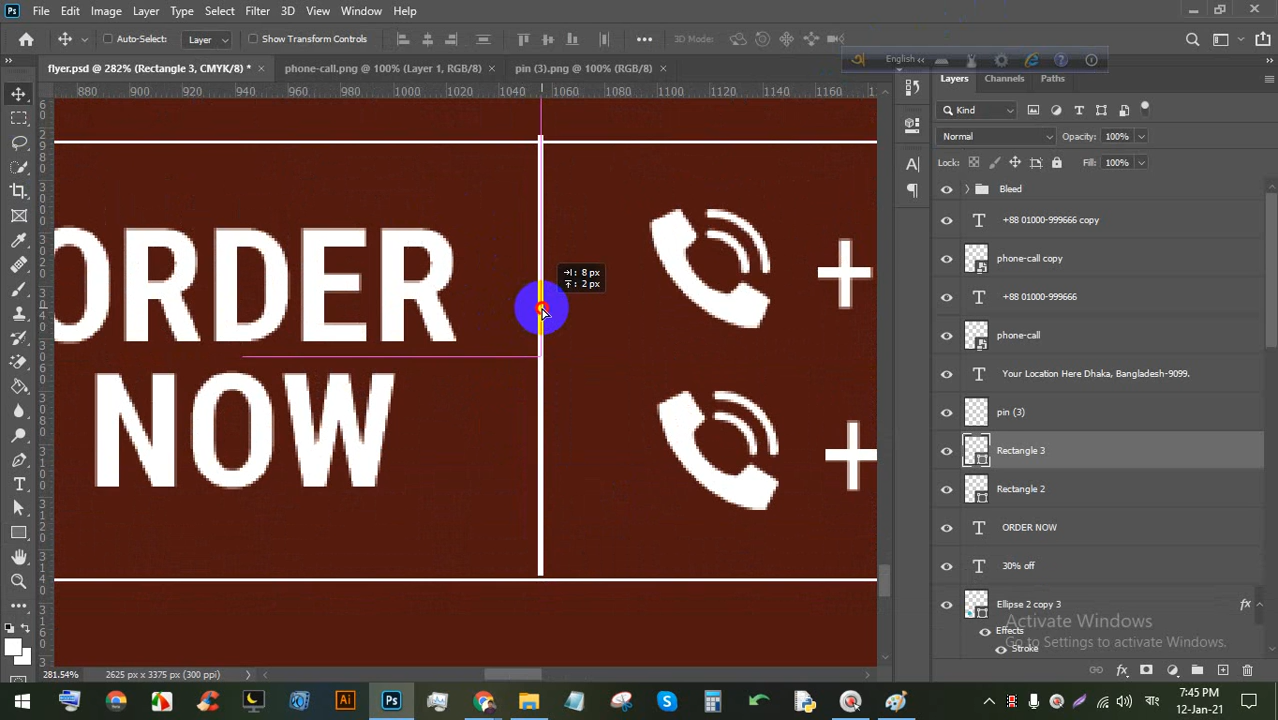 Ps File Edit Image Layer Type Select Filter 3D View Window Help
Auto-Select: Layer Show Transform Controls 3D Mode:
English
flyer.psd @ 282% (Rectangle 3, CMYK/8) * × phone-call.png @ 100% (Layer 1, RGB/8) × pin (3).png @ 100% (RGB/8) ×
Layers Channels Paths
880 900 920 940 960 980 1000 1020 1040 1060 1080 1100 1120 1140 1160
Kind
Normal Opacity: 100%
Lock: Fill: 100%
Bleed
+88 01000-999666 copy
phone-call copy
+88 01000-999666
phone-call
Your Location Here Dhaka, Bangladesh-9099.
pin (3)
Rectangle 3
Rectangle 2
ORDER NOW
30% off
Ellipse 2 copy 3 fx
Effects
Stroke
ORDER
NOW
+
+
8 px
2 px
Activate Windows
Go to Settings to activate Windows.
281.54% 2625 px x 3375 px (300 ppi)
Ai Ps
বাং
7:45 PM
12-Jan-21